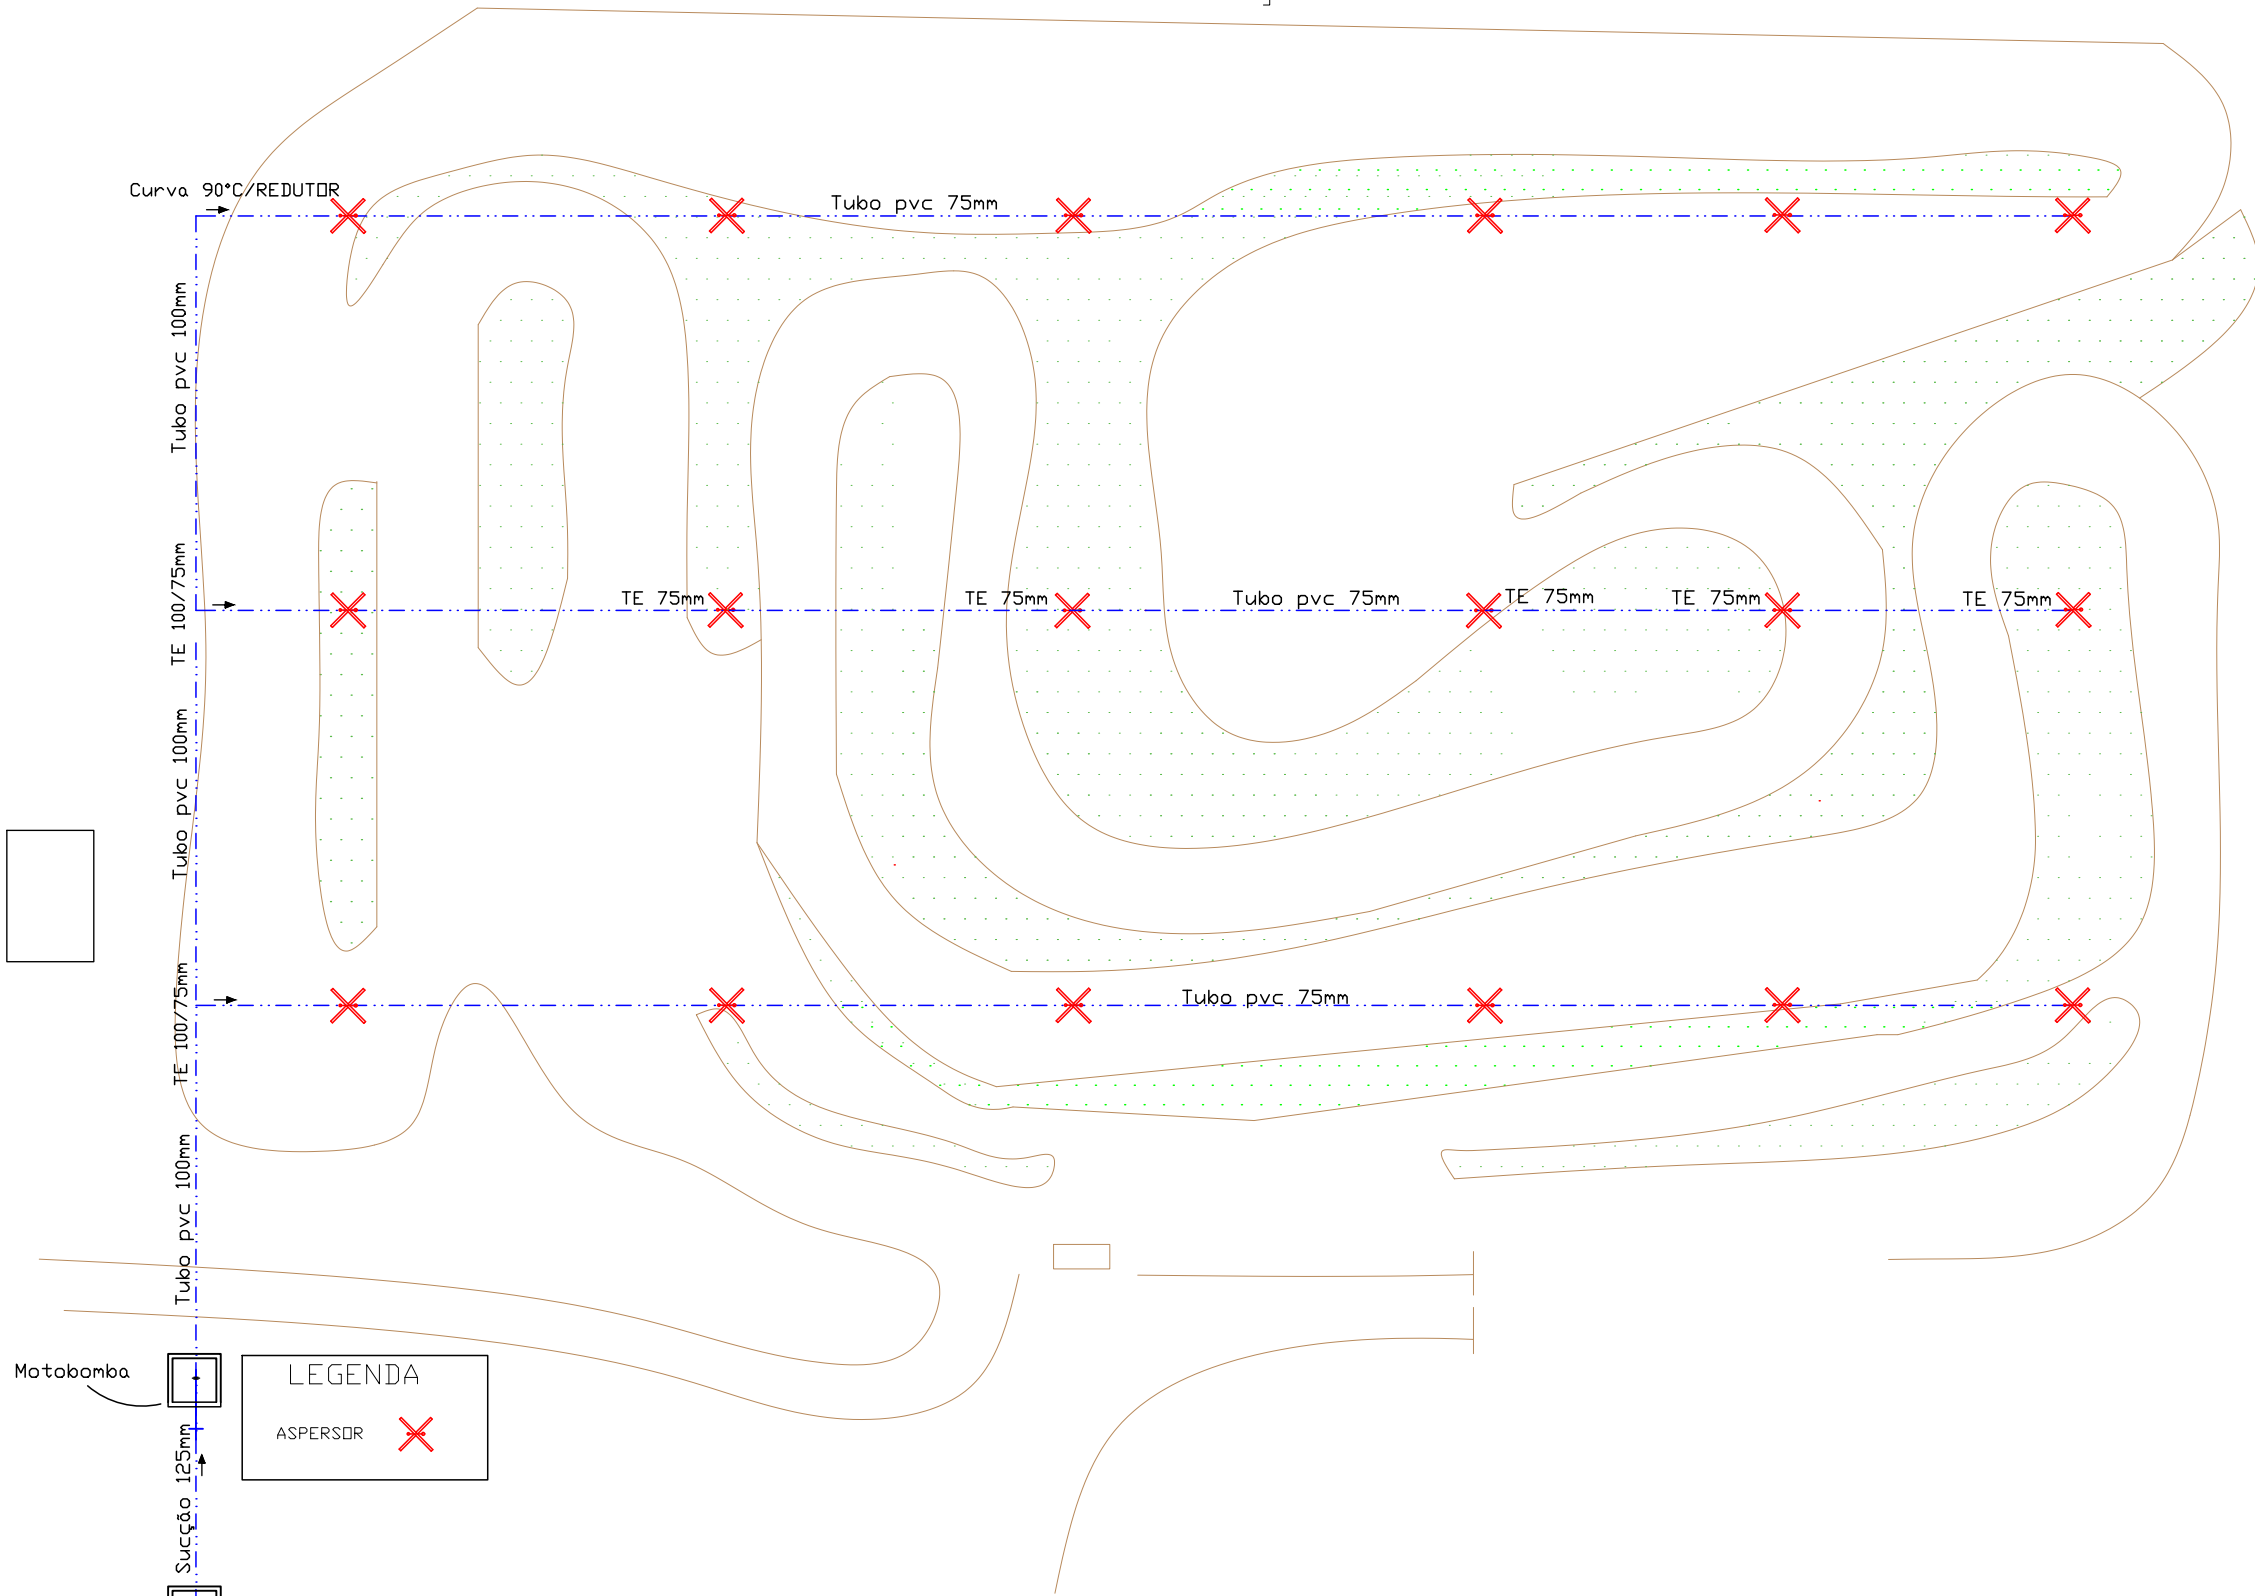 Curva 90°C/REDUTOR
Tubo pvc 75mm
Tubo pvc 100mm
TE 100/75mm
TE 75mm
TE 75mm
Tubo pvc 75mm
TE 75mm
TE 75mm
TE 75mm
Tubo pvc 100mm
TE 100/75mm
Tubo pvc 75mm
Tubo pvc 100mm
Motobomba
LEGENDA
ASPERSOR
Sucção 125mm